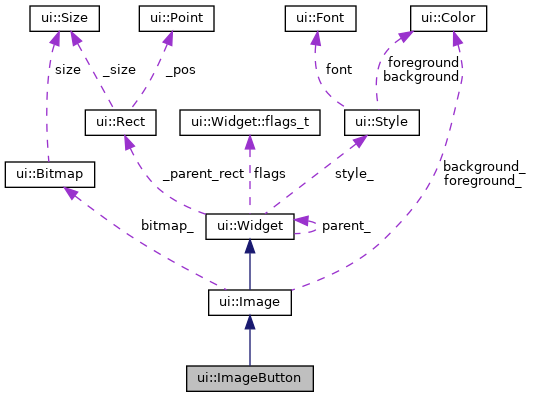 ui::Size
ui::Point
ui::Font
ui::Color
size
_size
_pos
font
foreground
background
ui::Rect
ui::Widget::flags_t
ui::Style
ui::Bitmap
_parent_rect
flags
style_
background_
foreground_
bitmap_
ui::Widget
parent_
ui::Image
ui::ImageButton